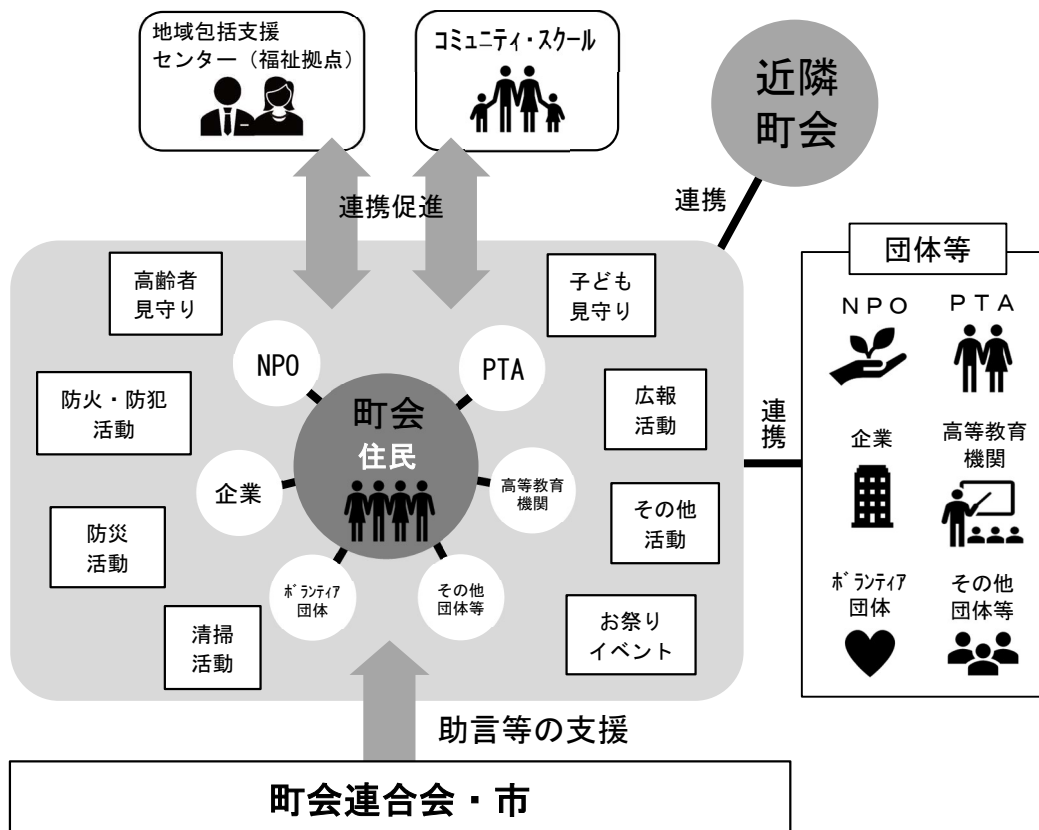 地域包括支援
センター（福祉拠点）
コミュニティ・スクール
近隣
町会
連携促進
連携
団体等
NPO
PTA
企業
高等教育
機関
ボランティア
団体
その他
団体等
連携
高齢者
見守り
子ども
見守り
NPO
PTA
防火・防犯
活動
町会
住民
広報
活動
企業
高等教育
機関
防災
活動
その他
活動
ボランティア
団体
その他
団体等
清掃
活動
お祭り
イベント
助言等の支援
町会連合会・市